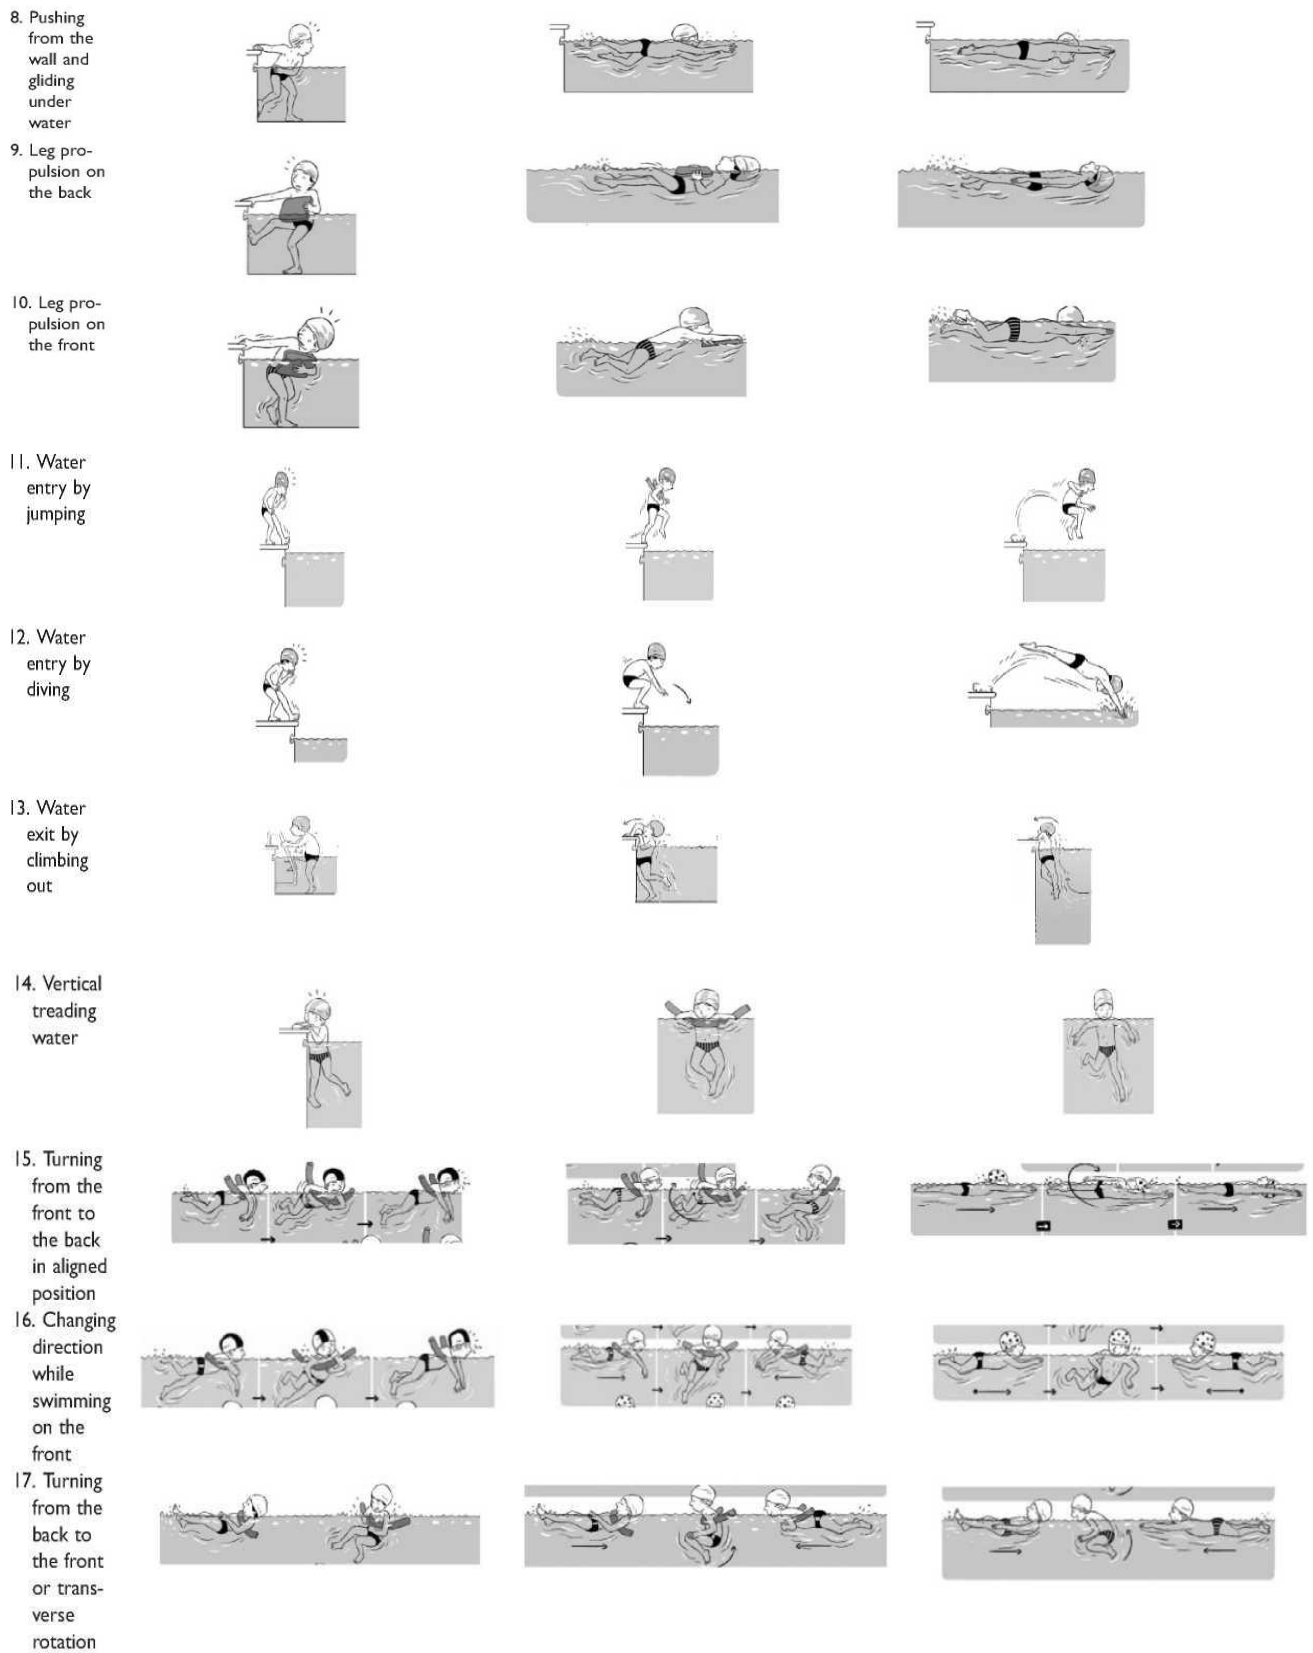 8. Pushing
from the
wall and
gliding
under
water
9. Leg pro-
pulsion on
the back
10. Leg pro-
pulsion on
the front
11. Water
entry by
jumping
12. Water
entry by
diving
13. Water
exit by
climbing
out
14. Vertical
treading
water
15. Turning
from the
front to
the back
in aligned
position
16. Changing
direction
while
swimming
on the
front
17. Turning
from the
back to
the front
or trans-
verse
rotation